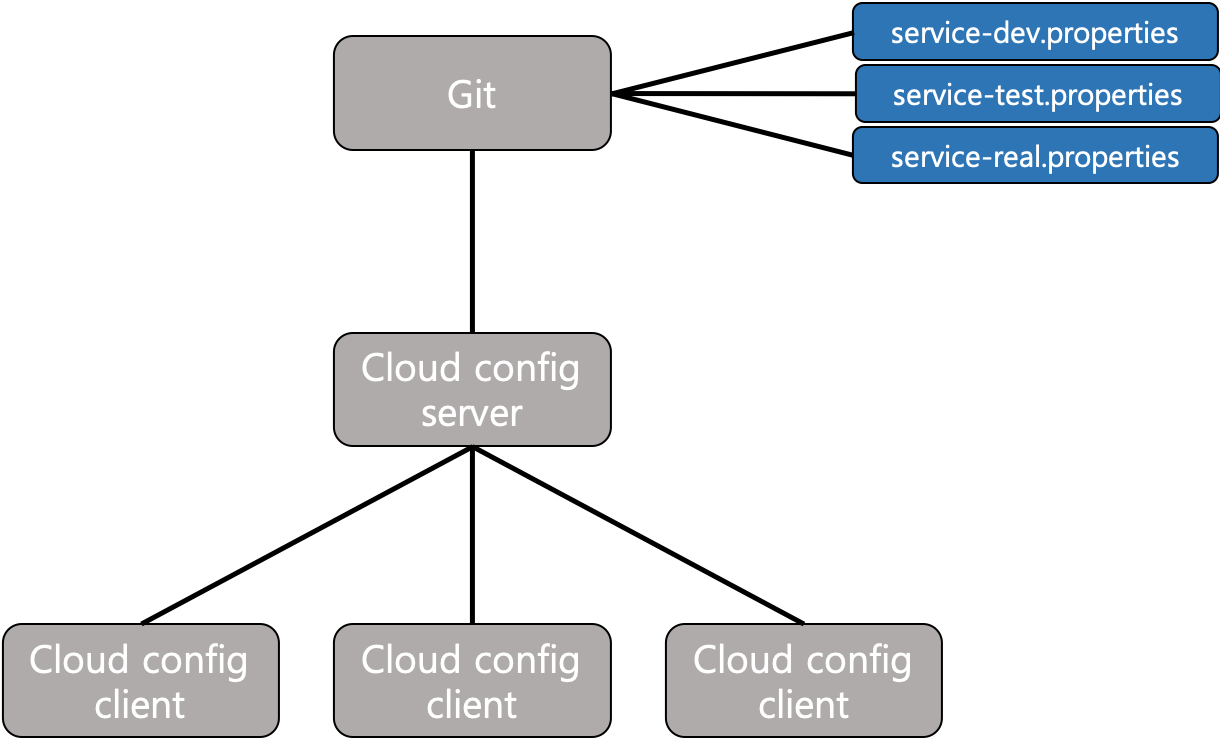 Git
service-dev.properties
service-test.properties
service-real.properties
Cloud config
server
Cloud config
client
Cloud config
client
Cloud config
client